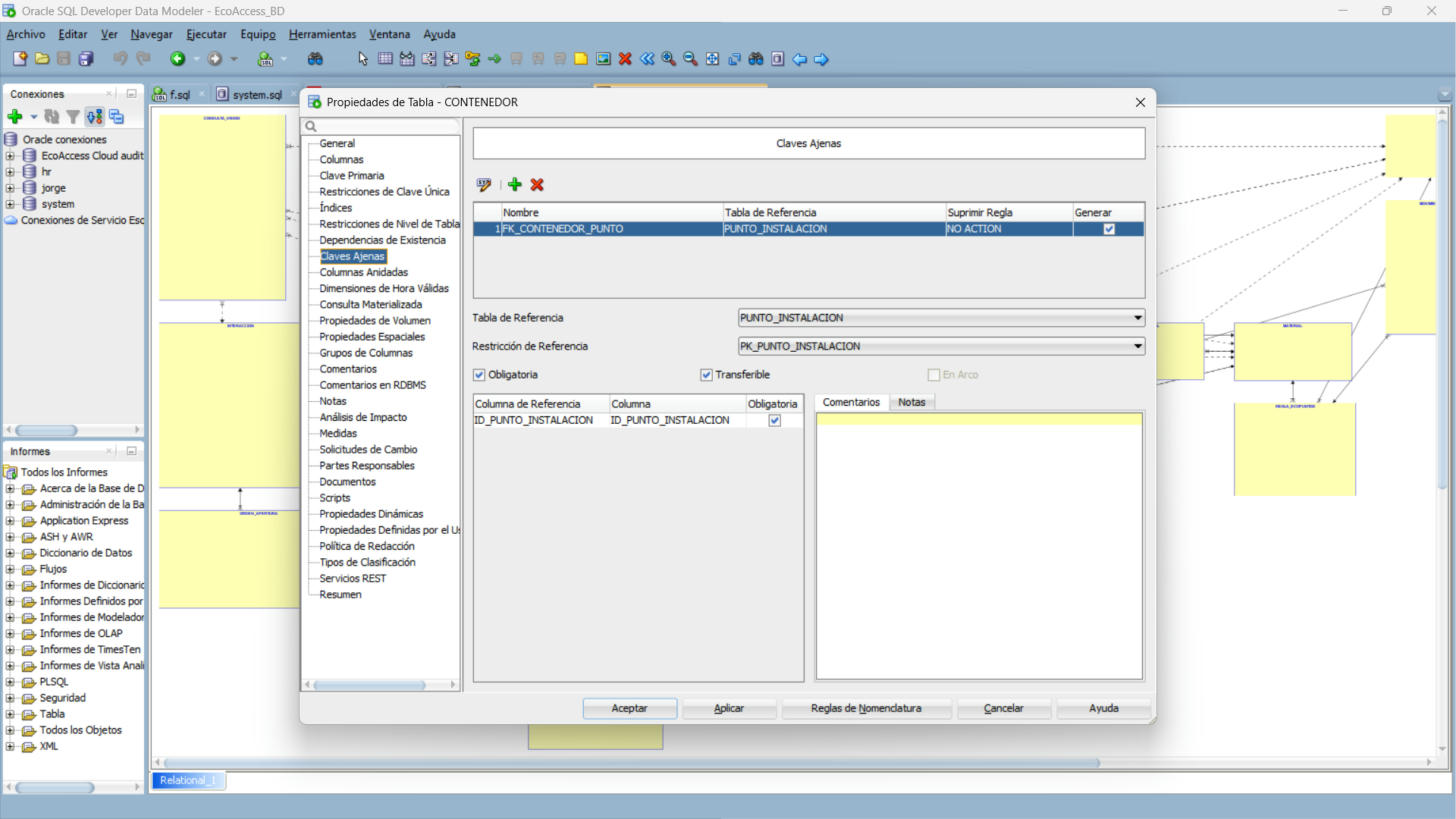 Oracle SQL Developer Data Modeler - EcoAccess_BD
Archivo Editar Ver Navegar Ejecutar Equipo Herramientas Ventana Ayuda
Conexiones
f.sql
system.sql
Oracle conexiones
EcoAccess Cloud audit
hr
jorge
system
Conexiones de Servicio Esc
Informes
Todos los Informes
Acerca de la Base de D
Administración de la Ba
Application Express
ASH y AWR
Diccionario de Datos
Flujos
Informes de Diccionario
Informes Definidos por
Informes de Modelador
Informes de OLAP
Informes de TimesTen
Informes de Vista Anali
PLSQL
Seguridad
Tabla
Todos los Objetos
XML
INTERACCION
MATERIAL
REGLA_ECOPUNTOS
Relational_1
Propiedades de Tabla - CONTENEDOR
General
Columnas
Clave Primaria
Restricciones de Clave Única
Índices
Restricciones de Nivel de Tabla
Dependencias de Existencia
Claves Ajenas
Columnas Anidadas
Dimensiones de Hora Válidas
Consulta Materializada
Propiedades de Volumen
Propiedades Espaciales
Grupos de Columnas
Comentarios
Comentarios en RDBMS
Notas
Análisis de Impacto
Medidas
Solicitudes de Cambio
Partes Responsables
Documentos
Scripts
Propiedades Dinámicas
Propiedades Definidas por el Us
Política de Redacción
Tipos de Clasificación
Servicios REST
Resumen
Claves Ajenas
Nombre Tabla de Referencia Suprimir Regla Generar
1 FK_CONTENEDOR_PUNTO PUNTO_INSTALACION NO ACTION
Tabla de Referencia PUNTO_INSTALACION
Restricción de Referencia PK_PUNTO_INSTALACION
Obligatoria Transferible En Arco
Columna de Referencia Columna Obligatoria
ID_PUNTO_INSTALACION ID_PUNTO_INSTALACION
Comentarios Notas
Aceptar Aplicar Reglas de Nomenclatura Cancelar Ayuda